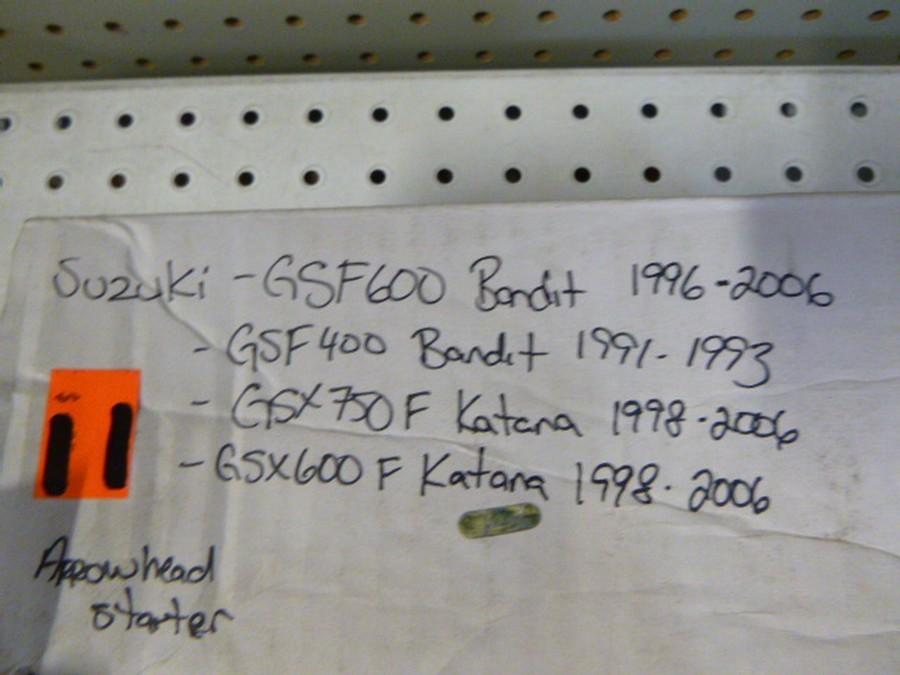 Suzuki - GSF600 Bandit 1996-2006
- GSF400 Bandit 1991-1993
- GSX750F Katana 1998-2006
- GSX600F Katana 1998-2006
11
Arrowhead
starter